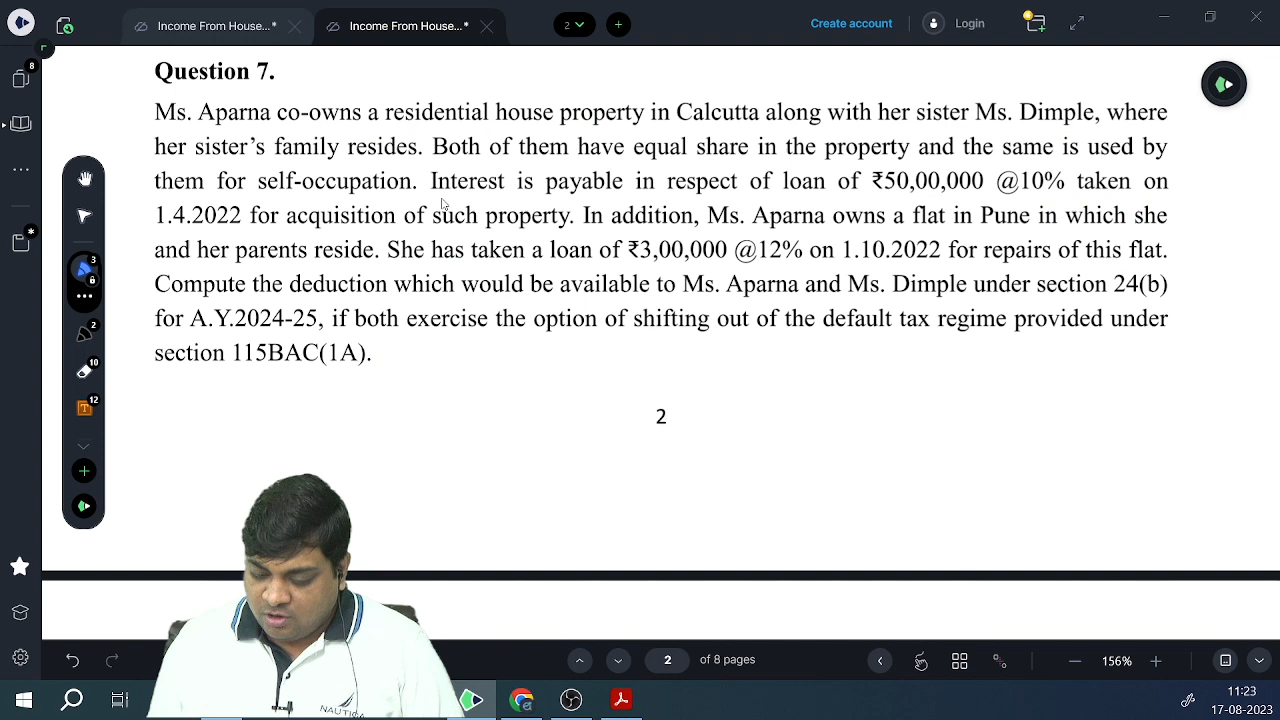 Income From House...*
Income From House...*
2
Create account
Login
8
Question 7.
Ms. Aparna co-owns a residential house property in Calcutta along with her sister Ms. Dimple, where
her sister's family resides. Both of them have equal share in the property and the same is used by
them for self-occupation. Interest is payable in respect of loan of ₹50,00,000 @10% taken on
1.4.2022 for acquisition of such property. In addition, Ms. Aparna owns a flat in Pune in which she
and her parents reside. She has taken a loan of ₹3,00,000 @12% on 1.10.2022 for repairs of this flat.
Compute the deduction which would be available to Ms. Aparna and Ms. Dimple under section 24(b)
for A.Y.2024-25, if both exercise the option of shifting out of the default tax regime provided under
section 115BAC(1A).
2
3
2
10
12
T
NAUTICA
2
of 8 pages
156%
11:23
17-08-2023